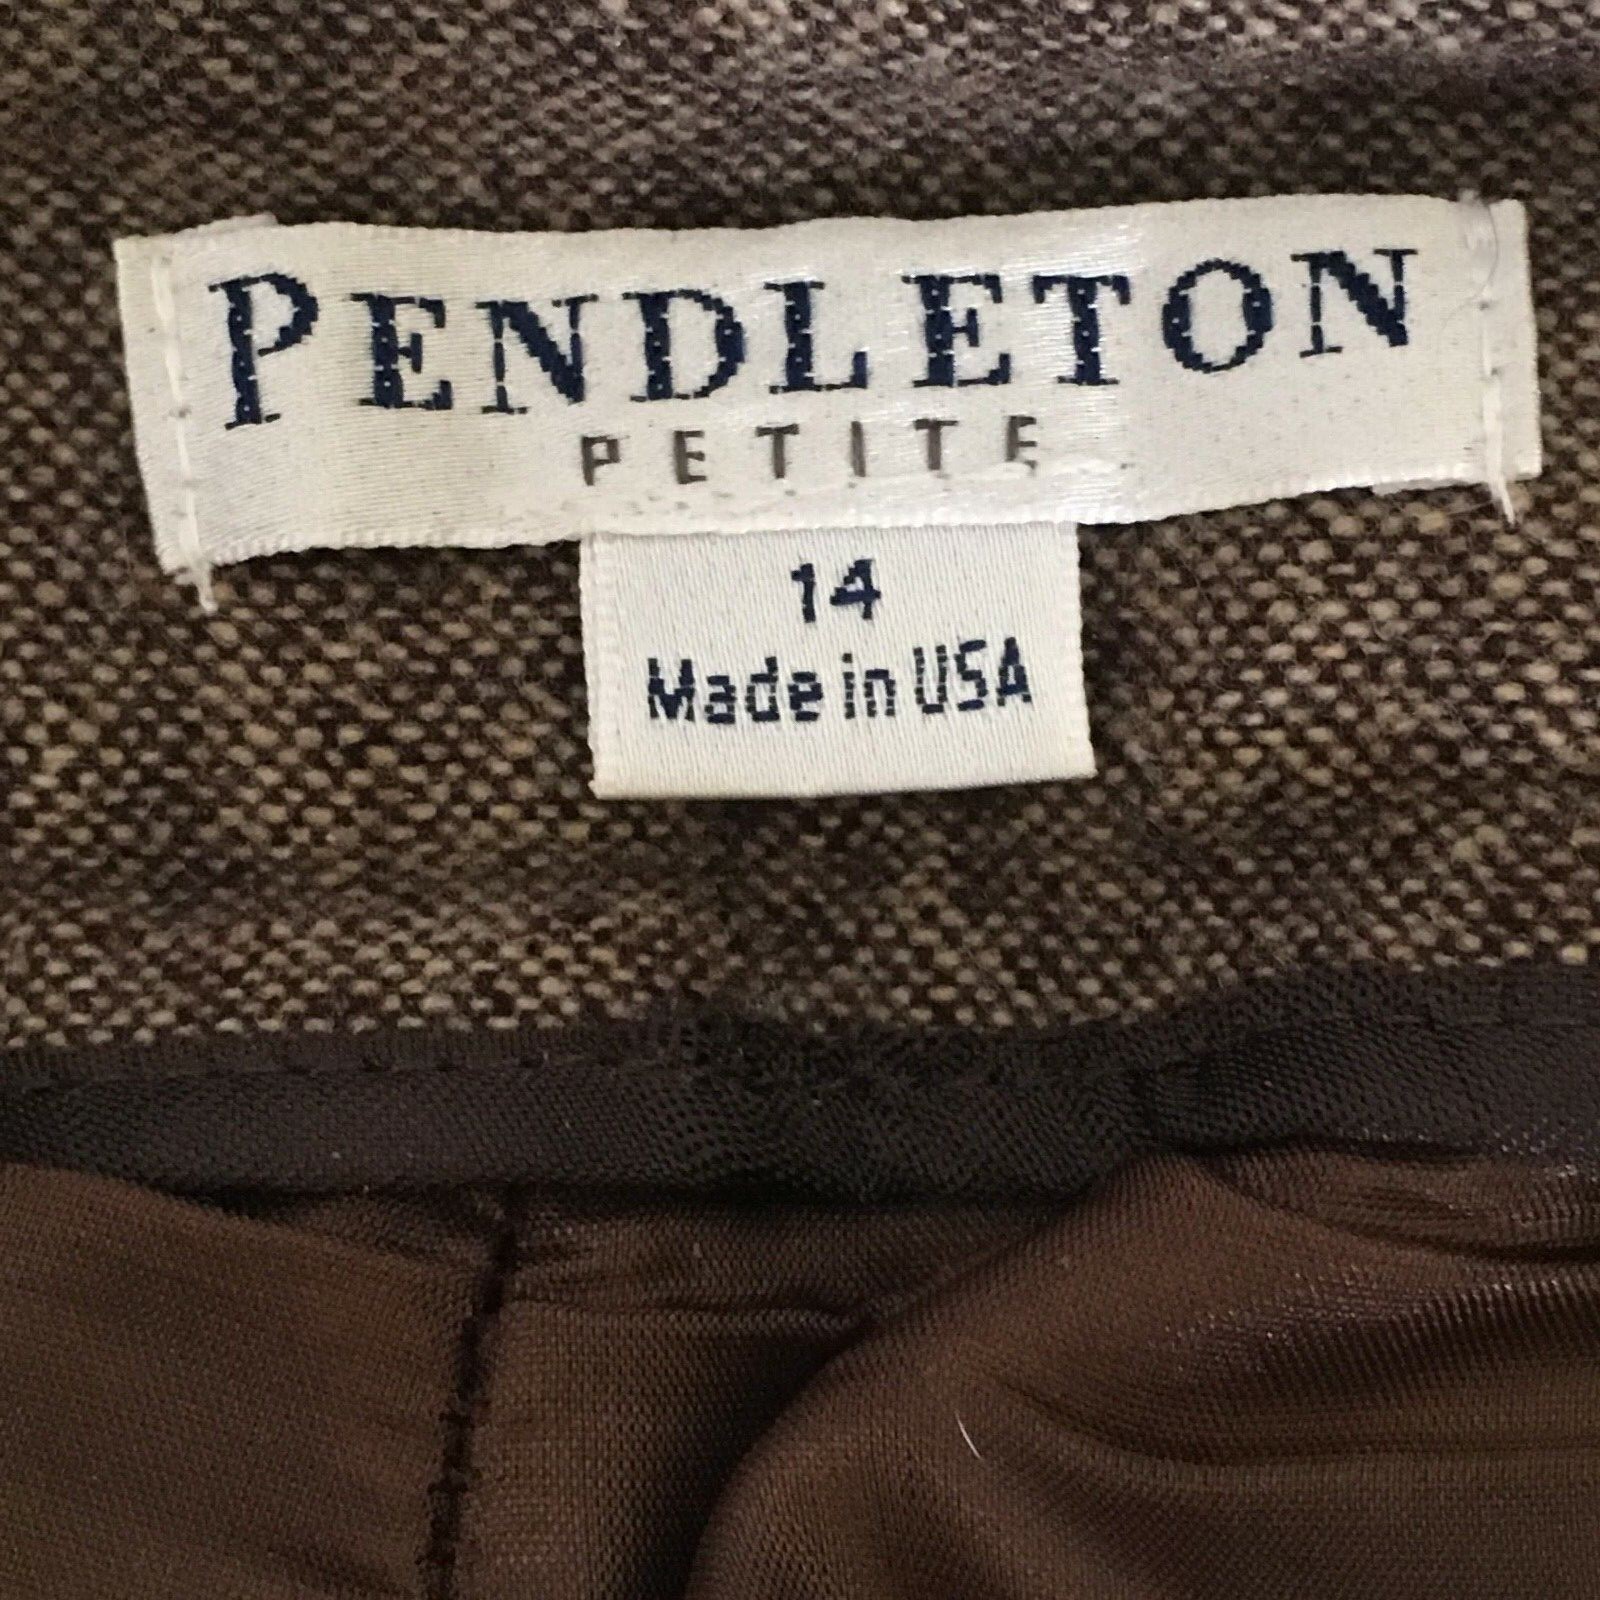 PENDLETON
PETITE
14
Made in USA